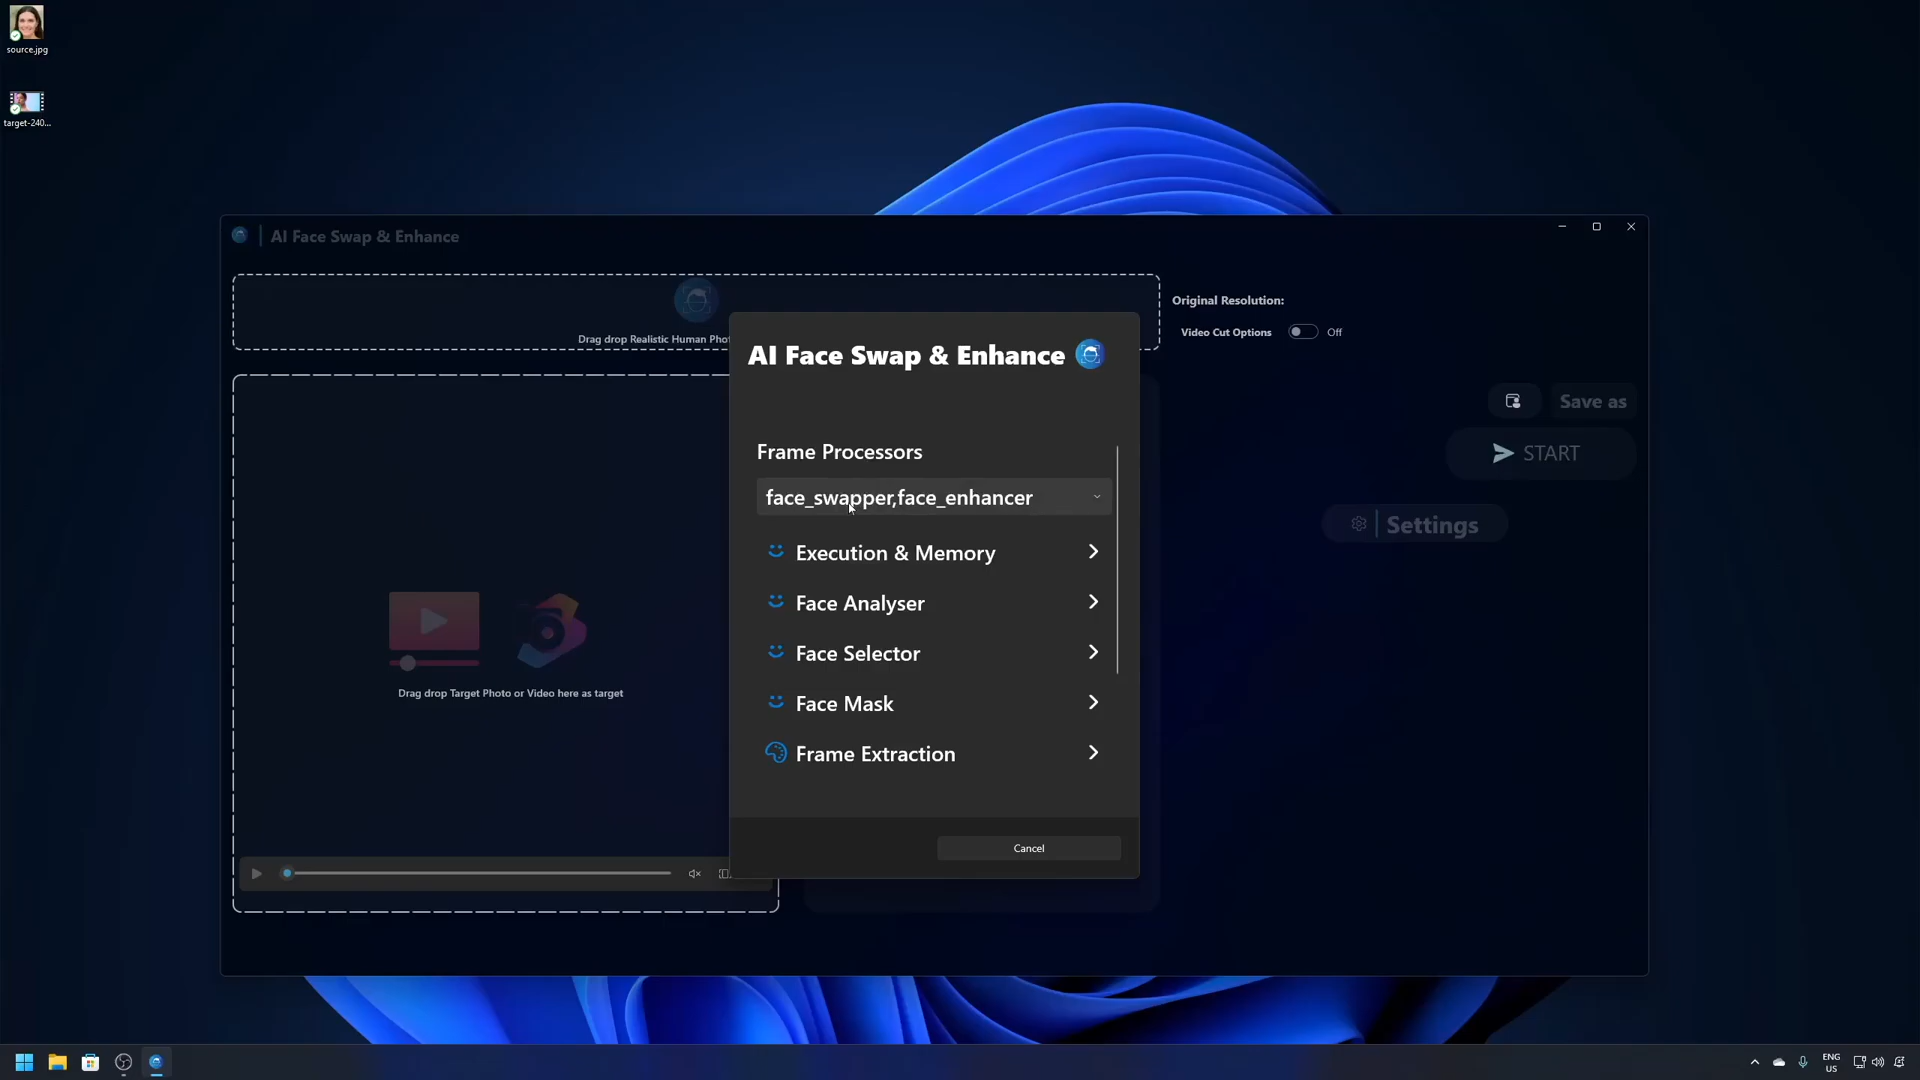 source.jpg
target-240...
AI Face Swap & Enhance
Drag drop Realistic Human Phot
Original Resolution:
Video Cut Options
Off
AI Face Swap & Enhance
Save as
START
Frame Processors
face_swapper,face_enhancer
Settings
Execution & Memory
Face Analyser
Face Selector
Face Mask
Drag drop Target Photo or Video here as target
Frame Extraction
Cancel
ENG
US